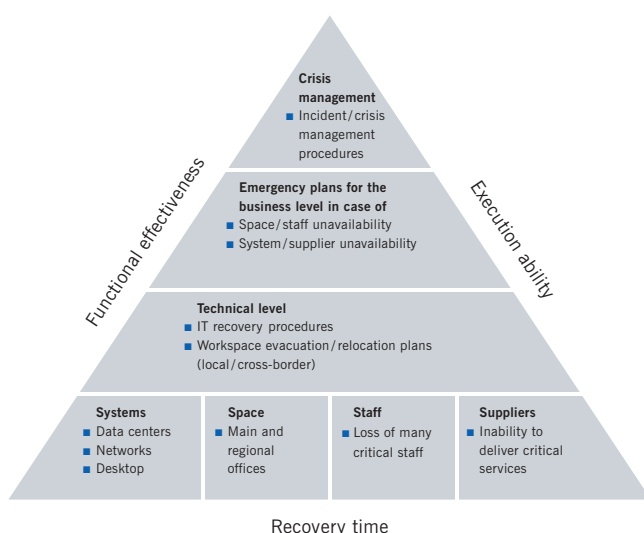 Crisis
management
■ Incident/crisis
management
procedures
Functional effectiveness
Execution ability
Emergency plans for the
business level in case of
■ Space/staff unavailability
■ System/supplier unavailability
Technical level
■ IT recovery procedures
■ Workspace evacuation/relocation plans
(local/cross-border)
Systems
■ Data centers
■ Networks
■ Desktop
Space
■ Main and
regional
offices
Staff
■ Loss of many
critical staff
Suppliers
■ Inability to
deliver critical
services
Recovery time